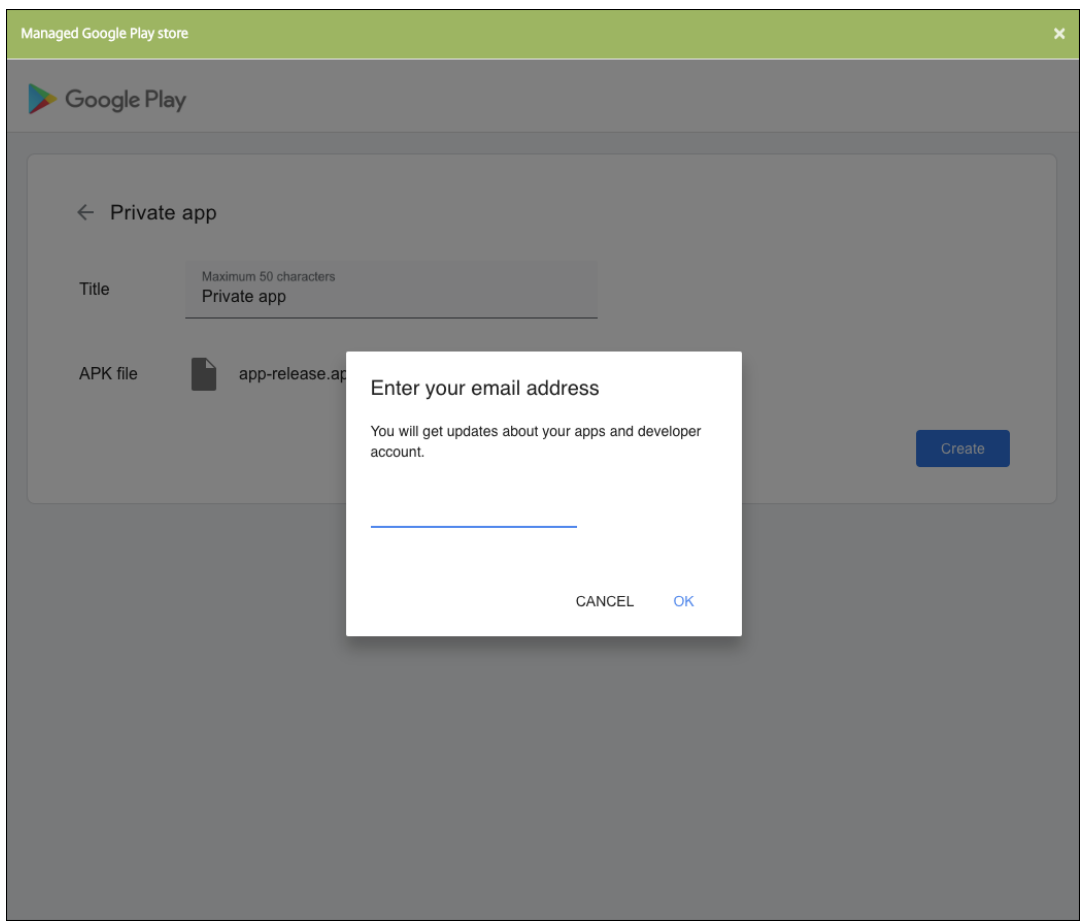 Managed Google Play store
Google Play
Private app
Maximum 50 characters
Title
Private app
APK file
app-release.ap
Enter your email address
You will get updates about your apps and developer
account.
Create
CANCEL OK